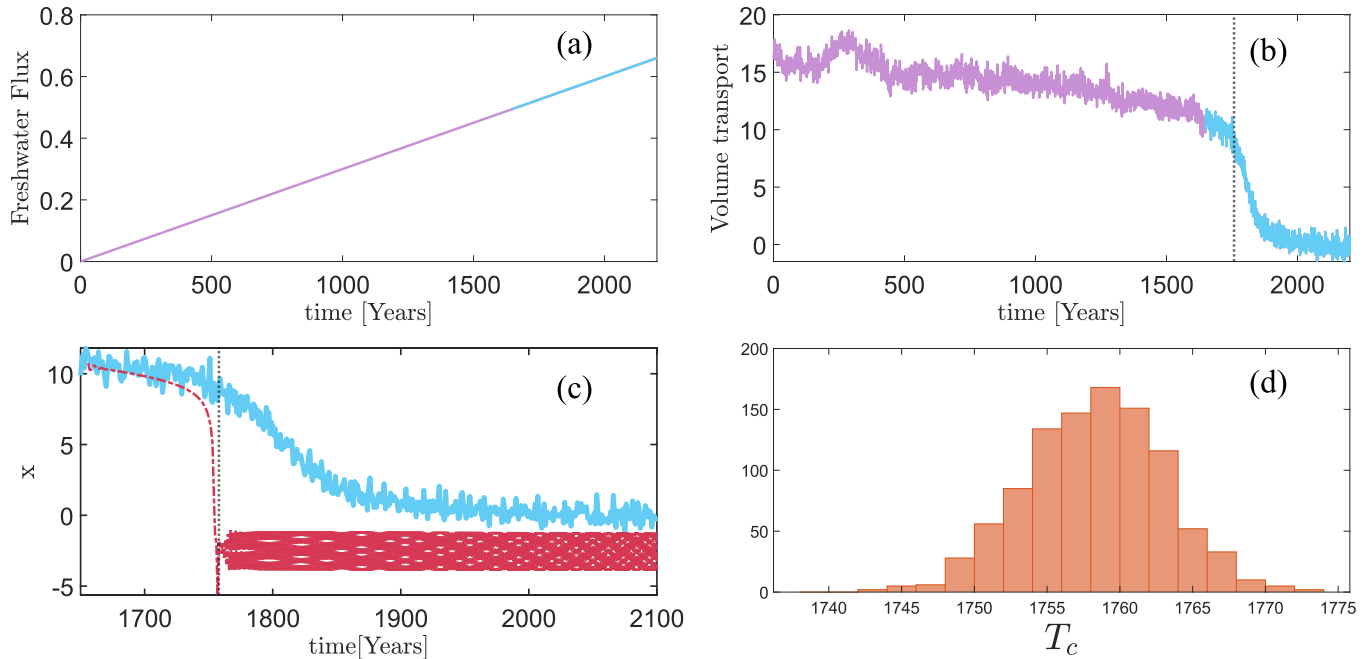 (a)
Freshwater Flux
0.8
0.6
0.4
0.2
0
0 500 1000 1500 2000
time [Years]
(b)
Volume transport
20
15
10
5
0
0 500 1000 1500 2000
time [Years]
(c)
x
10
5
0
-5
1700 1800 1900 2000 2100
time[Years]
(d)
200
150
100
50
0
1740 1745 1750 1755 1760 1765 1770 1775
T_c